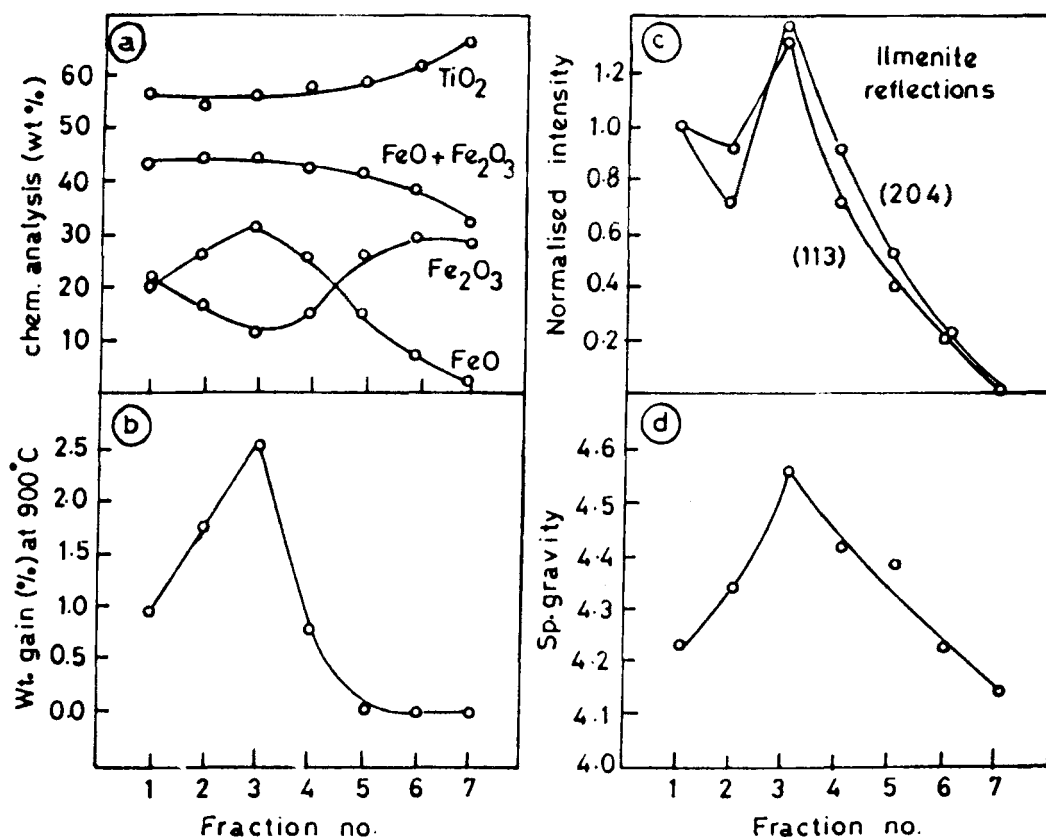 a
chem. analysis (wt %)
60
50
40
30
20
10
TiO2
FeO + Fe2O3
Fe2O3
FeO
b
Wt. gain (%) at 900°C
2.5
2.0
1.5
1.0
0.5
0.0
1 2 3 4 5 6 7
Fraction no.
c
Normalised intensity
1.2
1.0
0.8
0.6
0.4
0.2
Ilmenite
reflections
(204)
(113)
d
Sp. gravity
4.6
4.5
4.4
4.3
4.2
4.1
4.0
1 2 3 4 5 6 7
Fraction no.